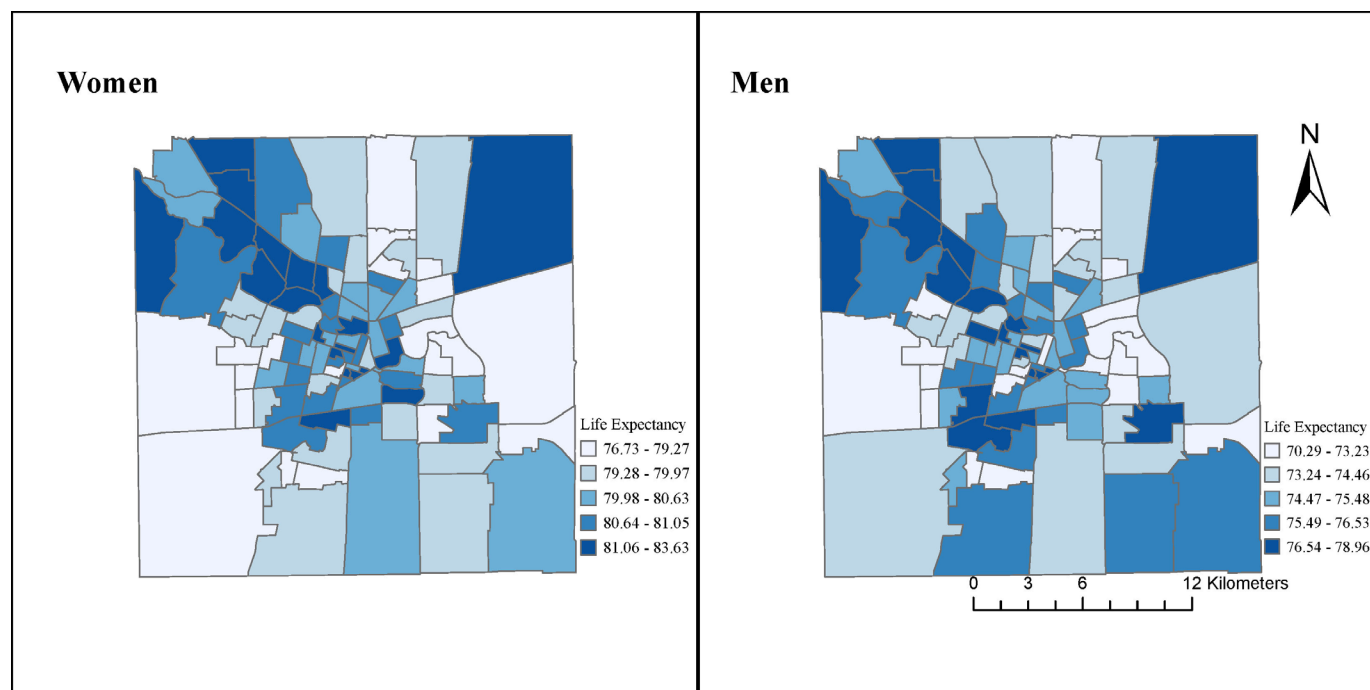 Women
Life Expectancy
76.73 - 79.27
79.28 - 79.97
79.98 - 80.63
80.64 - 81.05
81.06 - 83.63
Men
N
Life Expectancy
70.29 - 73.23
73.24 - 74.46
74.47 - 75.48
75.49 - 76.53
76.54 - 78.96
0 3 6 12 Kilometers